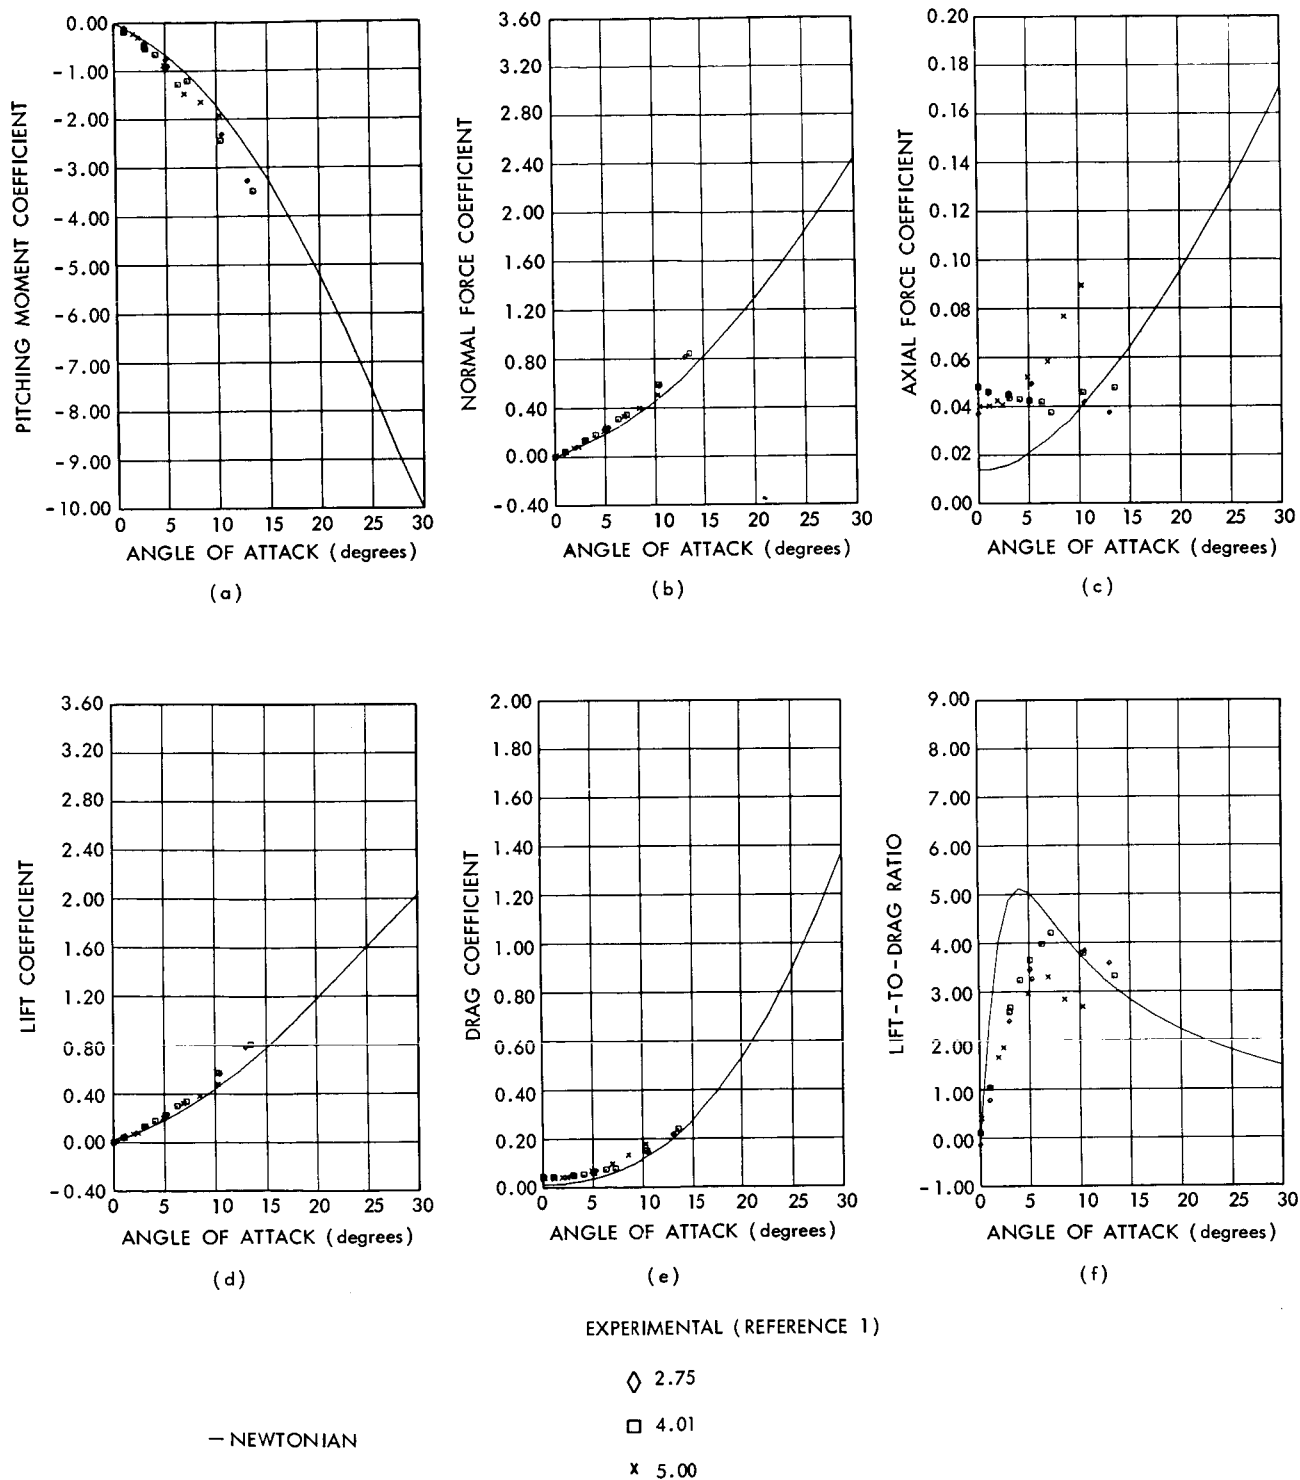 0.00
-1.00
-2.00
-3.00
-4.00
-5.00
-6.00
-7.00
-8.00
-9.00
-10.00
PITCHING MOMENT COEFFICIENT
0 5 10 15 20 25 30
ANGLE OF ATTACK (degrees)
(a)
3.60
3.20
2.80
2.40
2.00
1.60
1.20
0.80
0.40
0.00
-0.40
NORMAL FORCE COEFFICIENT
0 5 10 15 20 25 30
ANGLE OF ATTACK (degrees)
(b)
0.20
0.18
0.16
0.14
0.12
0.10
0.08
0.06
0.04
0.02
0.00
AXIAL FORCE COEFFICIENT
0 5 10 15 20 25 30
ANGLE OF ATTACK (degrees)
(c)
3.60
3.20
2.80
2.40
2.00
1.60
1.20
0.80
0.40
0.00
-0.40
LIFT COEFFICIENT
0 5 10 15 20 25 30
ANGLE OF ATTACK (degrees)
(d)
2.00
1.80
1.60
1.40
1.20
1.00
0.80
0.60
0.40
0.20
0.00
DRAG COEFFICIENT
0 5 10 15 20 25 30
ANGLE OF ATTACK (degrees)
(e)
9.00
8.00
7.00
6.00
5.00
4.00
3.00
2.00
1.00
0.00
-1.00
LIFT-TO-DRAG RATIO
0 5 10 15 20 25 30
ANGLE OF ATTACK (degrees)
(f)
EXPERIMENTAL (REFERENCE 1)
◊ 2.75
□ 4.01
— NEWTONIAN
x 5.00